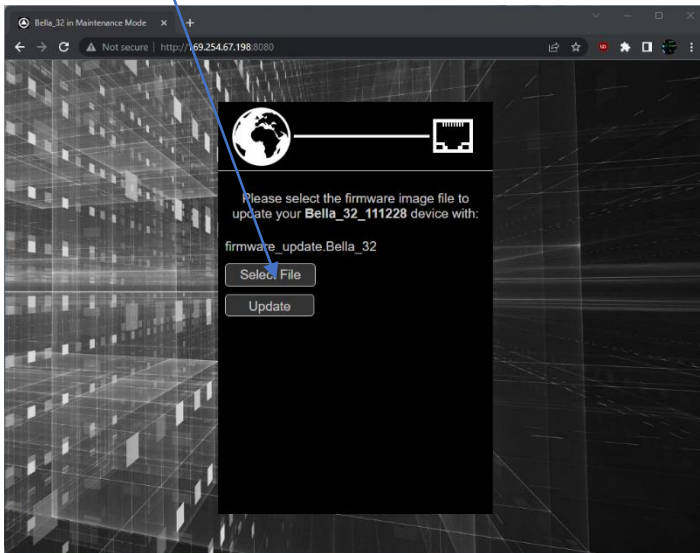 Bella_32 in Maintenance Mode
Not secure | http://169.254.67.198:8080
Please select the firmware image file to
update your Bella_32_111228 device with:
firmware_update.Bella_32
Select File
Update